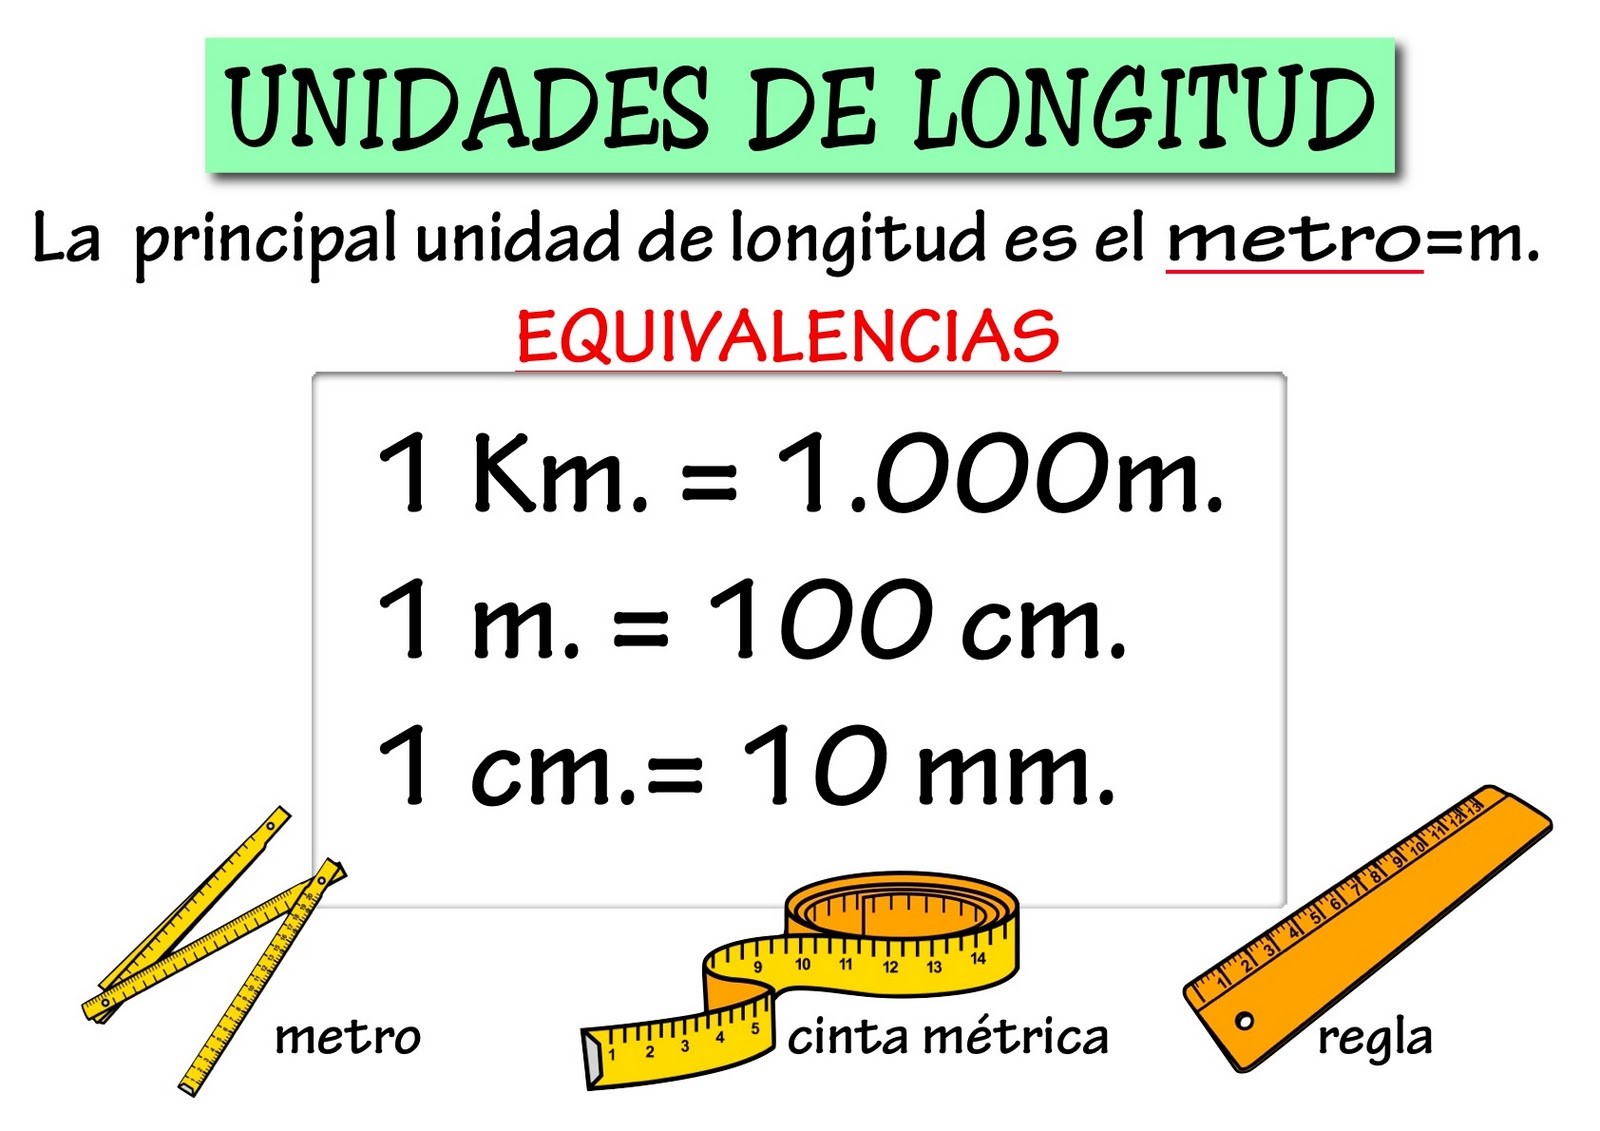 UNIDADES DE LONGITUD
La principal unidad de longitud es el metro=m.
EQUIVALENCIAS
1 Km. = 1.000m.
1 m. = 100 cm.
1 cm.= 10 mm.
9 10 11 12 13 14
1 2 3 4 5
1 2 3 4 5 6 7 8 9 10 11 12 13
metro
cinta métrica
regla